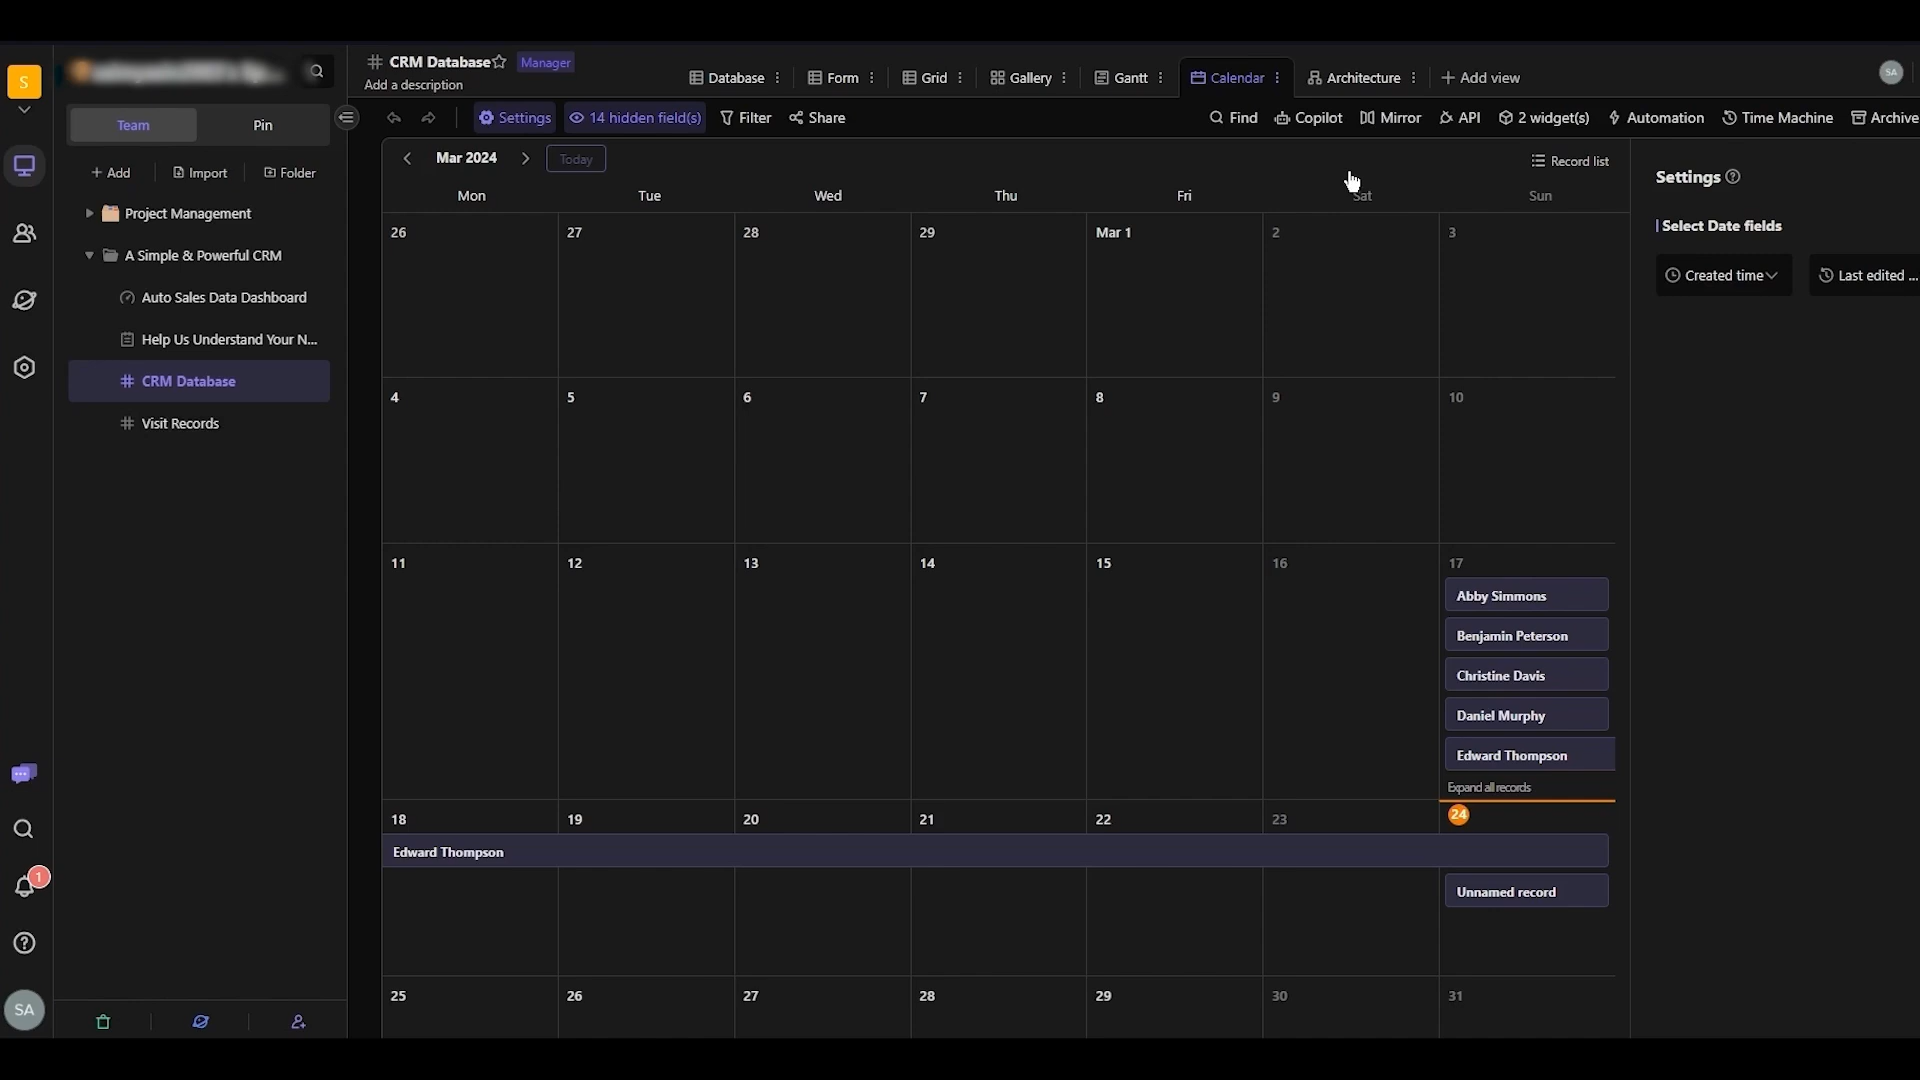 S
Team
Pin
+ Add
Import
Folder
Project Management
A Simple & Powerful CRM
Auto Sales Data Dashboard
Help Us Understand Your N...
CRM Database
Visit Records
1
SA
CRM Database
Manager
Add a description
Database
Form
Grid
Gallery
Gantt
Calendar
Architecture
+ Add view
SA
Settings
14 hidden field(s)
Filter
Share
Find
Copilot
Mirror
API
2 widget(s)
Automation
Time Machine
Archive
Mar 2024
Today
Record list
Mon Tue Wed Thu Fri Sat Sun
26 27 28 29 Mar 1 2 3
4 5 6 7 8 9 10
11 12 13 14 15 16 17
Abby Simmons
Benjamin Peterson
Christine Davis
Daniel Murphy
Edward Thompson
Expand all records
18 19 20 21 22 23 24
Edward Thompson
Unnamed record
25 26 27 28 29 30 31
Settings
Select Date fields
Created time
Last edited ...